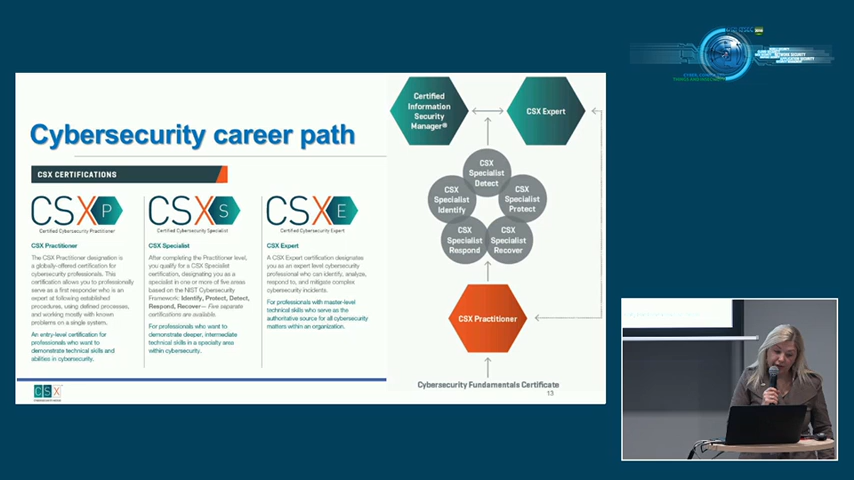 Cybersecurity career path
CSX CERTIFICATIONS
CSXP
Certified Cybersecurity Practitioner
CSX Practitioner
The CSX Practitioner designation is
a globally-offered certification for
cybersecurity professionals. This
certification allows you to professionally
serve as a first responder who is an
expert at following established
procedures, using defined processes,
and working mostly with known
problems on a single system.
An entry-level certification for
professionals who want to
demonstrate technical skills and
abilities in cybersecurity.
CSXS
Certified Cybersecurity Specialist
CSX Specialist
After completing the Practitioner level,
you qualify for a CSX Specialist
certification, designating you as a
specialist in one or more of five areas
based on the NIST Cybersecurity
Framework: Identify, Protect, Detect,
Respond, Recover— Five separate
certifications are available.
For professionals who want to
demonstrate deeper, intermediate
technical skills in a specialty area
within cybersecurity.
CSXE
Certified Cybersecurity Expert
CSX Expert
A CSX Expert certification designates
you as an expert level cybersecurity
professional who can identify, analyze,
respond to, and mitigate complex
cybersecurity incidents.
For professionals with master-level
technical skills who serve as the
authoritative source for all cybersecurity
matters within an organization.
Certified
Information
Security
Manager®
CSX Expert
CSX
Specialist
Detect
CSX
Specialist
Identify
CSX
Specialist
Protect
CSX
Specialist
Respond
CSX
Specialist
Recover
CSX Practitioner
Cybersecurity Fundamentals Certificate
CSX
13